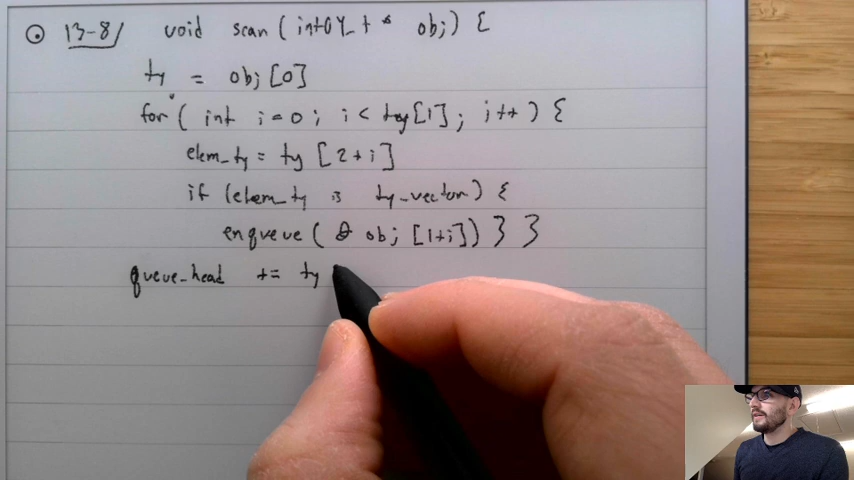 13-8/ void scan (int64_t * obj) {
ty = obj [0]
for ( int i = 0 ; i < ty [1] ; i++ ) {
elem_ty = ty [2+i]
if (elem_ty is ty_vector) {
enqueue ( & obj [1+i]) } }
queue_head += ty